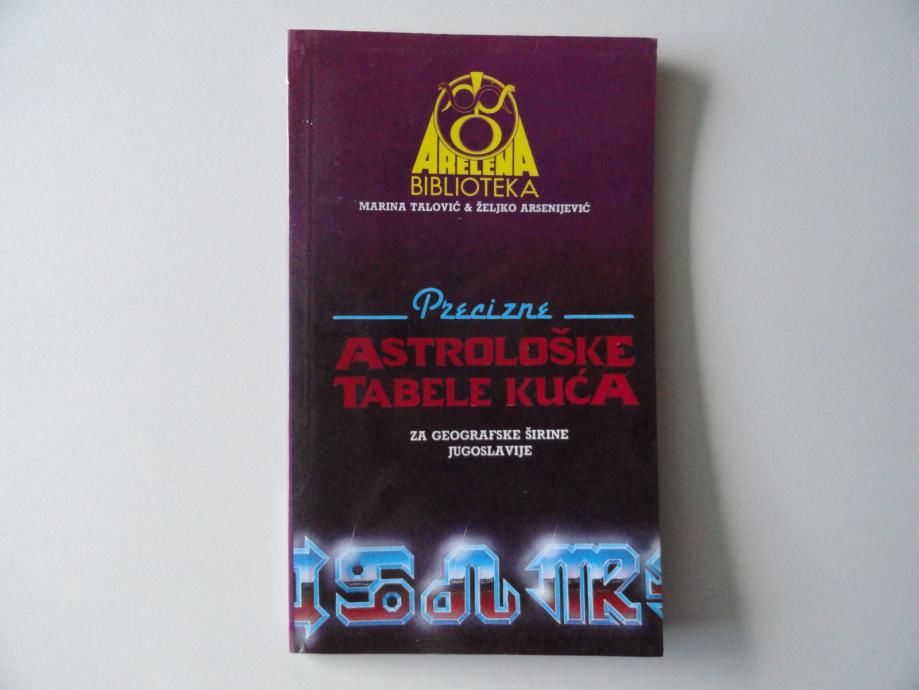 ARELENA
BIBLIOTEKA
MARINA TALOVIĆ & ŽELJKO ARSENIJEVIĆ
Precizne
ASTROLOŠKE
TABELE KUĆA
ZA GEOGRAFSKE ŠIRINE
JUGOSLAVIJE